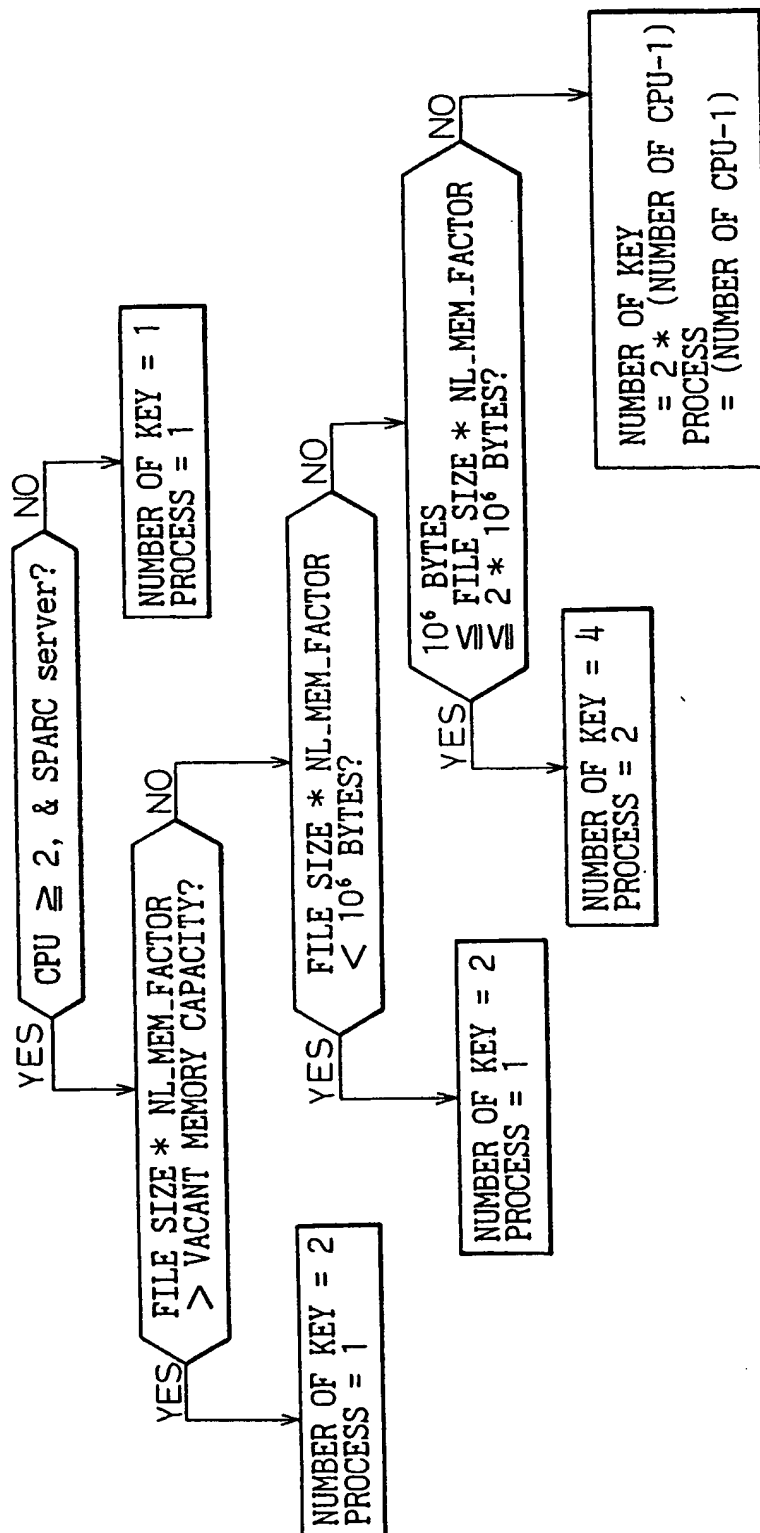 YES
CPU ≧ 2, & SPARC server?
NO
NUMBER OF KEY = 1
PROCESS = 1
FILE SIZE * NL_MEM_FACTOR
> VACANT MEMORY CAPACITY?
YES
NO
NUMBER OF KEY = 2
PROCESS = 1
FILE SIZE * NL_MEM_FACTOR
< 10⁶ BYTES?
YES
NO
NUMBER OF KEY = 2
PROCESS = 1
10⁶ BYTES
≦ FILE SIZE * NL_MEM_FACTOR
≦ 2 * 10⁶ BYTES?
YES
NO
NUMBER OF KEY = 4
PROCESS = 2
NUMBER OF KEY
= 2 * (NUMBER OF CPU-1)
PROCESS
= (NUMBER OF CPU-1)